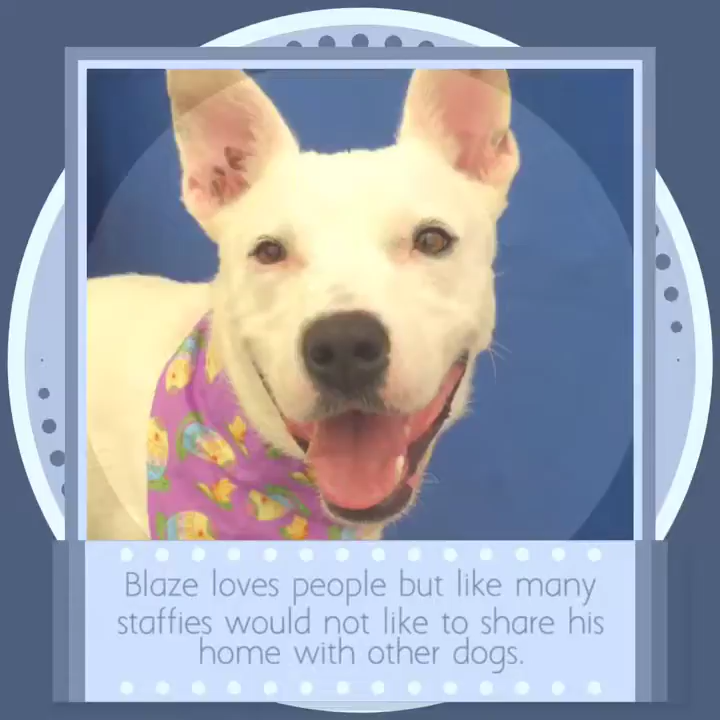 Blaze loves people but like many
staffies would not like to share his
home with other dogs.